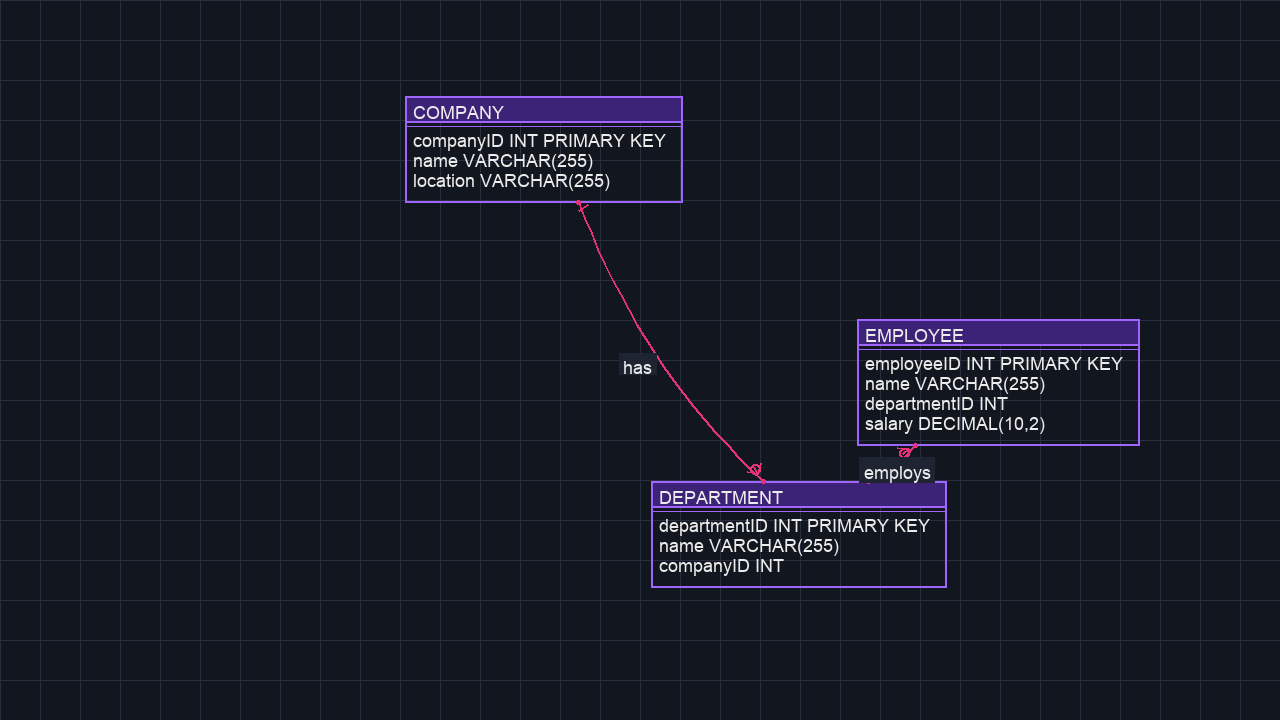 COMPANY
companyID INT PRIMARY KEY
name VARCHAR(255)
location VARCHAR(255)
has
EMPLOYEE
employeeID INT PRIMARY KEY
name VARCHAR(255)
departmentID INT
salary DECIMAL(10,2)
employs
DEPARTMENT
departmentID INT PRIMARY KEY
name VARCHAR(255)
companyID INT